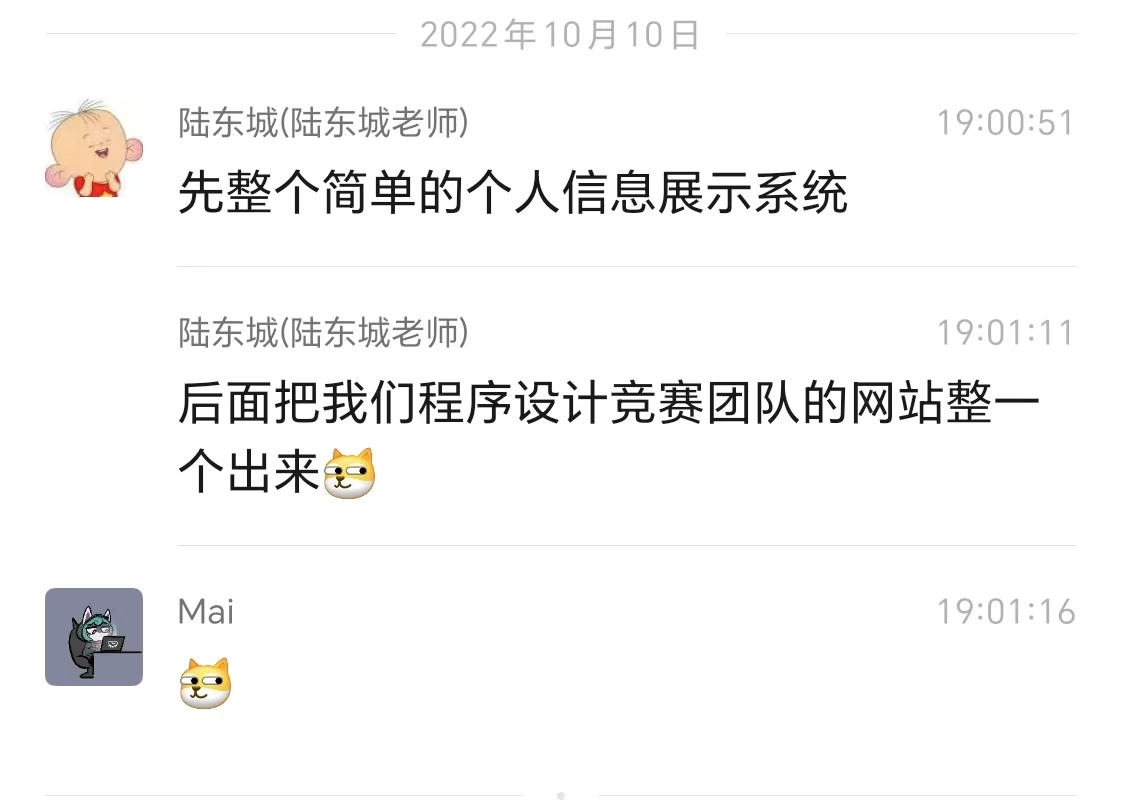 2022年10月10日
陆东城(陆东城老师) 19:00:51
先整个简单的个人信息展示系统
陆东城(陆东城老师) 19:01:11
后面把我们程序设计竞赛团队的网站整一
个出来
Mai 19:01:16